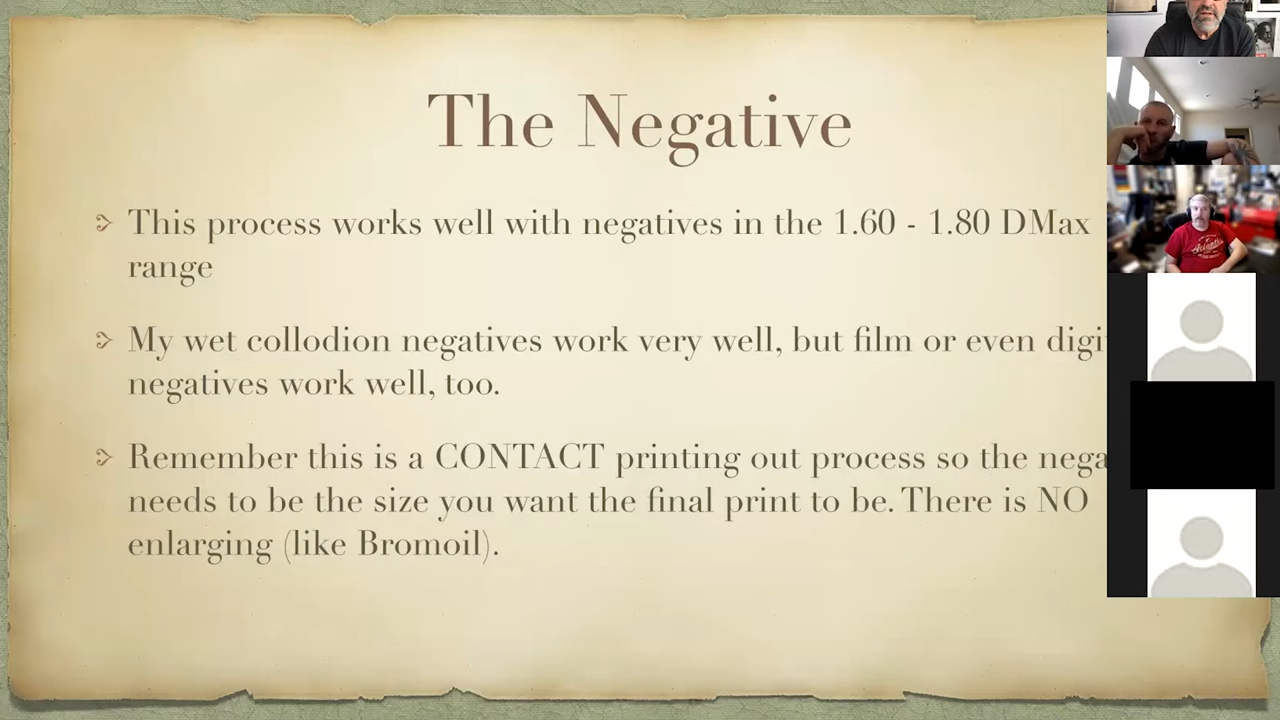 The Negative
This process works well with negatives in the 1.60 - 1.80 DMax
range
My wet collodion negatives work very well, but film or even
negatives work well, too.
Remember this is a CONTACT printing out process so the
needs to be the size you want the final print to be. There is NO
enlarging (like Bromoil).